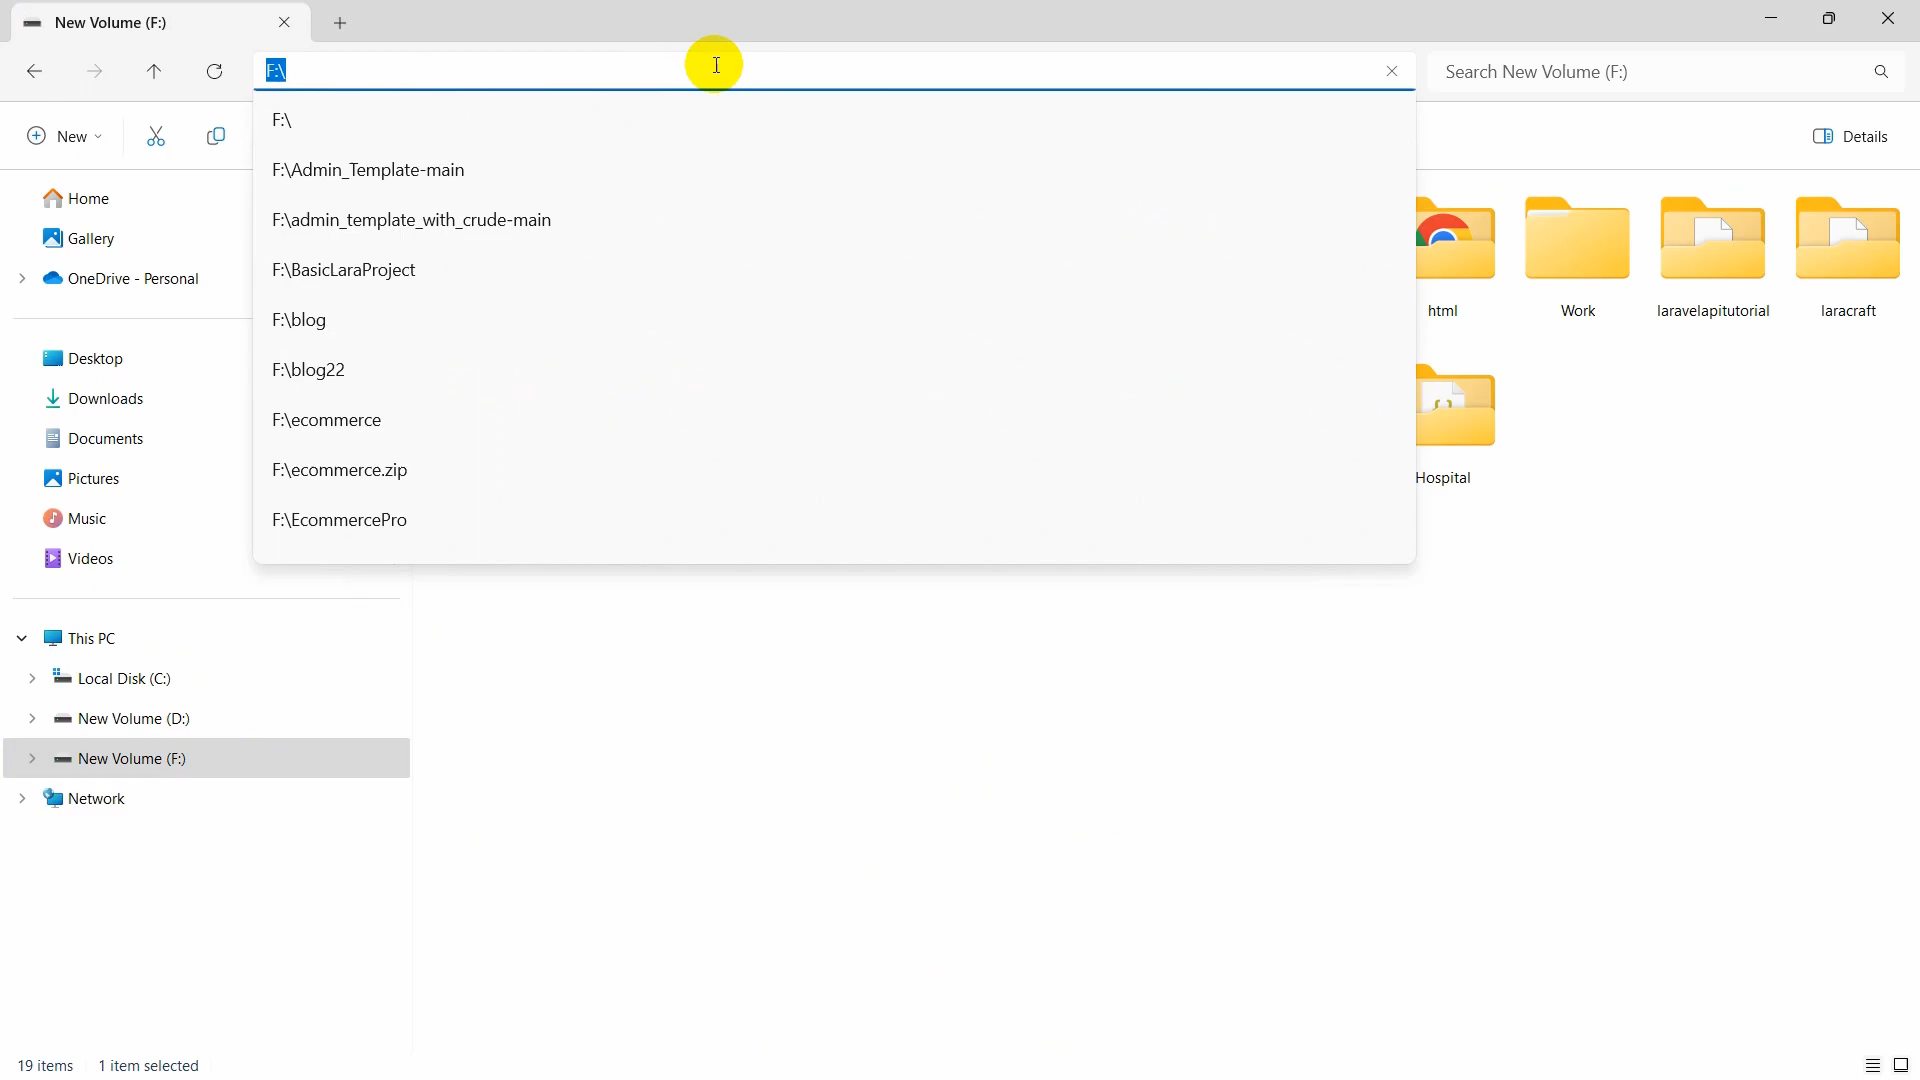 New Volume (F:)
F:\
Search New Volume (F:)
New
Details
F:\
F:\Admin_Template-main
F:\admin_template_with_crude-main
F:\BasicLaraProject
F:\blog
F:\blog22
F:\ecommerce
F:\ecommerce.zip
F:\EcommercePro
Home
Gallery
OneDrive - Personal
Desktop
Downloads
Documents
Pictures
Music
Videos
This PC
Local Disk (C:)
New Volume (D:)
New Volume (F:)
Network
html
Work
laravelapitutorial
laracraft
Hospital
19 items
1 item selected